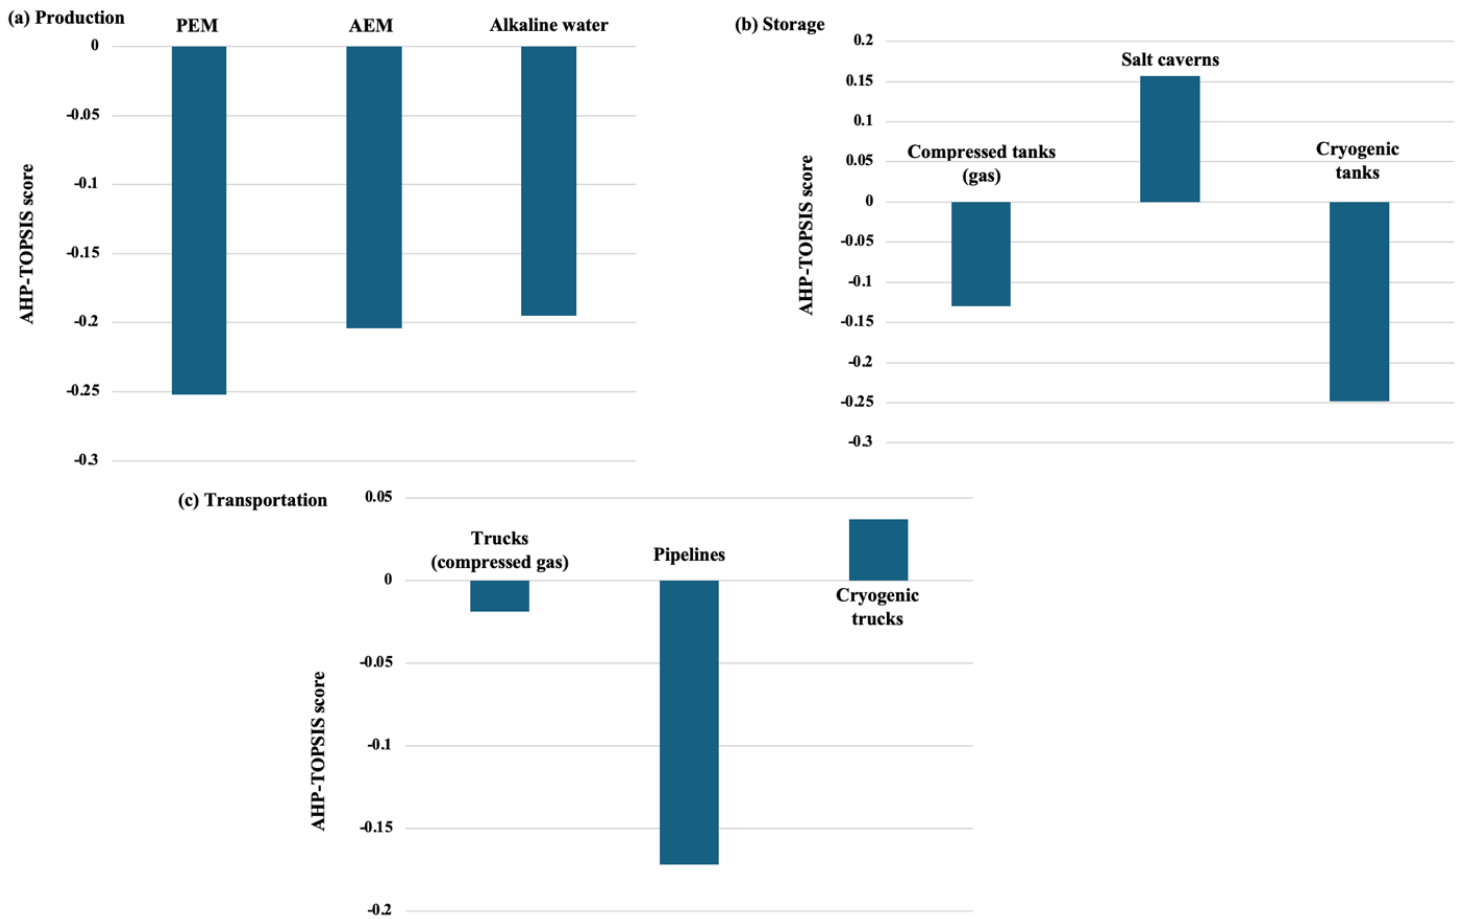 (a) Production
PEM
AEM
Alkaline water
0
-0.05
-0.1
-0.15
-0.2
-0.25
-0.3
AHP-TOPSIS score
(b) Storage
0.2
0.15
0.1
0.05
0
-0.05
-0.1
-0.15
-0.2
-0.25
-0.3
AHP-TOPSIS score
Compressed tanks
(gas)
Salt caverns
Cryogenic
tanks
(c) Transportation
0.05
0
-0.05
-0.1
-0.15
-0.2
AHP-TOPSIS score
Trucks
(compressed gas)
Pipelines
Cryogenic
trucks